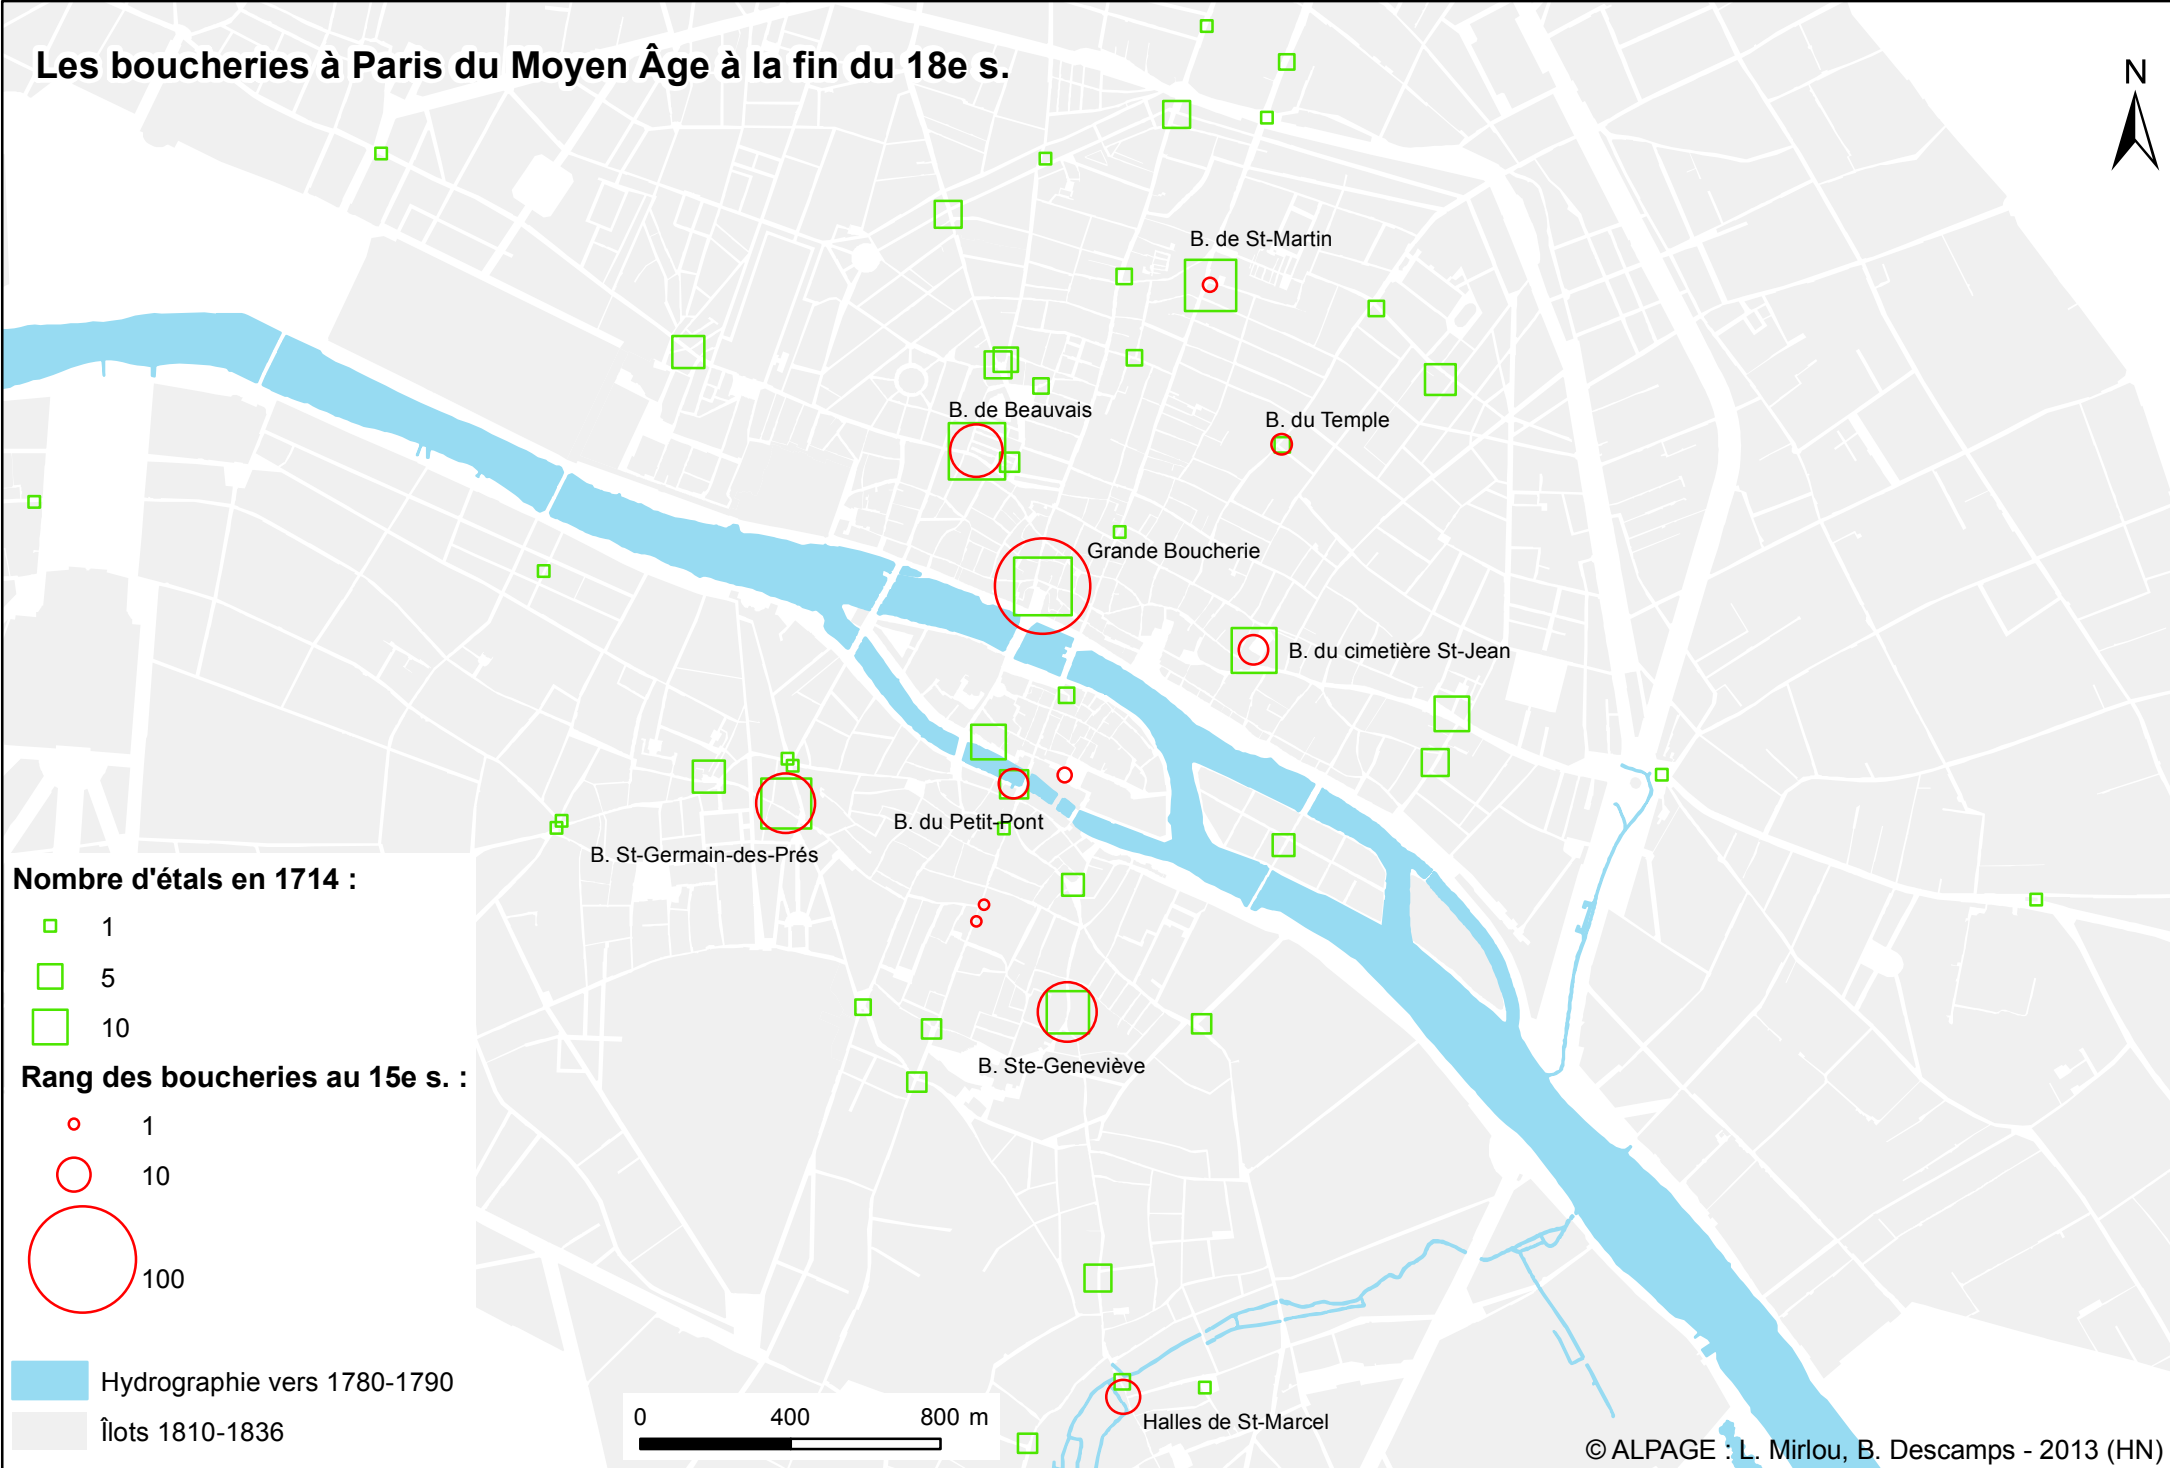 Les boucheries à Paris du Moyen Âge à la fin du 18e s.
N
B. de St-Martin
B. de Beauvais
B. du Temple
Grande Boucherie
B. du cimetière St-Jean
B. du Petit-Pont
B. St-Germain-des-Prés
B. Ste-Geneviève
Halles de St-Marcel
Nombre d'étals en 1714 :
1
5
10
Rang des boucheries au 15e s. :
1
10
100
Hydrographie vers 1780-1790
Îlots 1810-1836
0 400 800 m
© ALPAGE : L. Mirlou, B. Descamps - 2013 (HN)